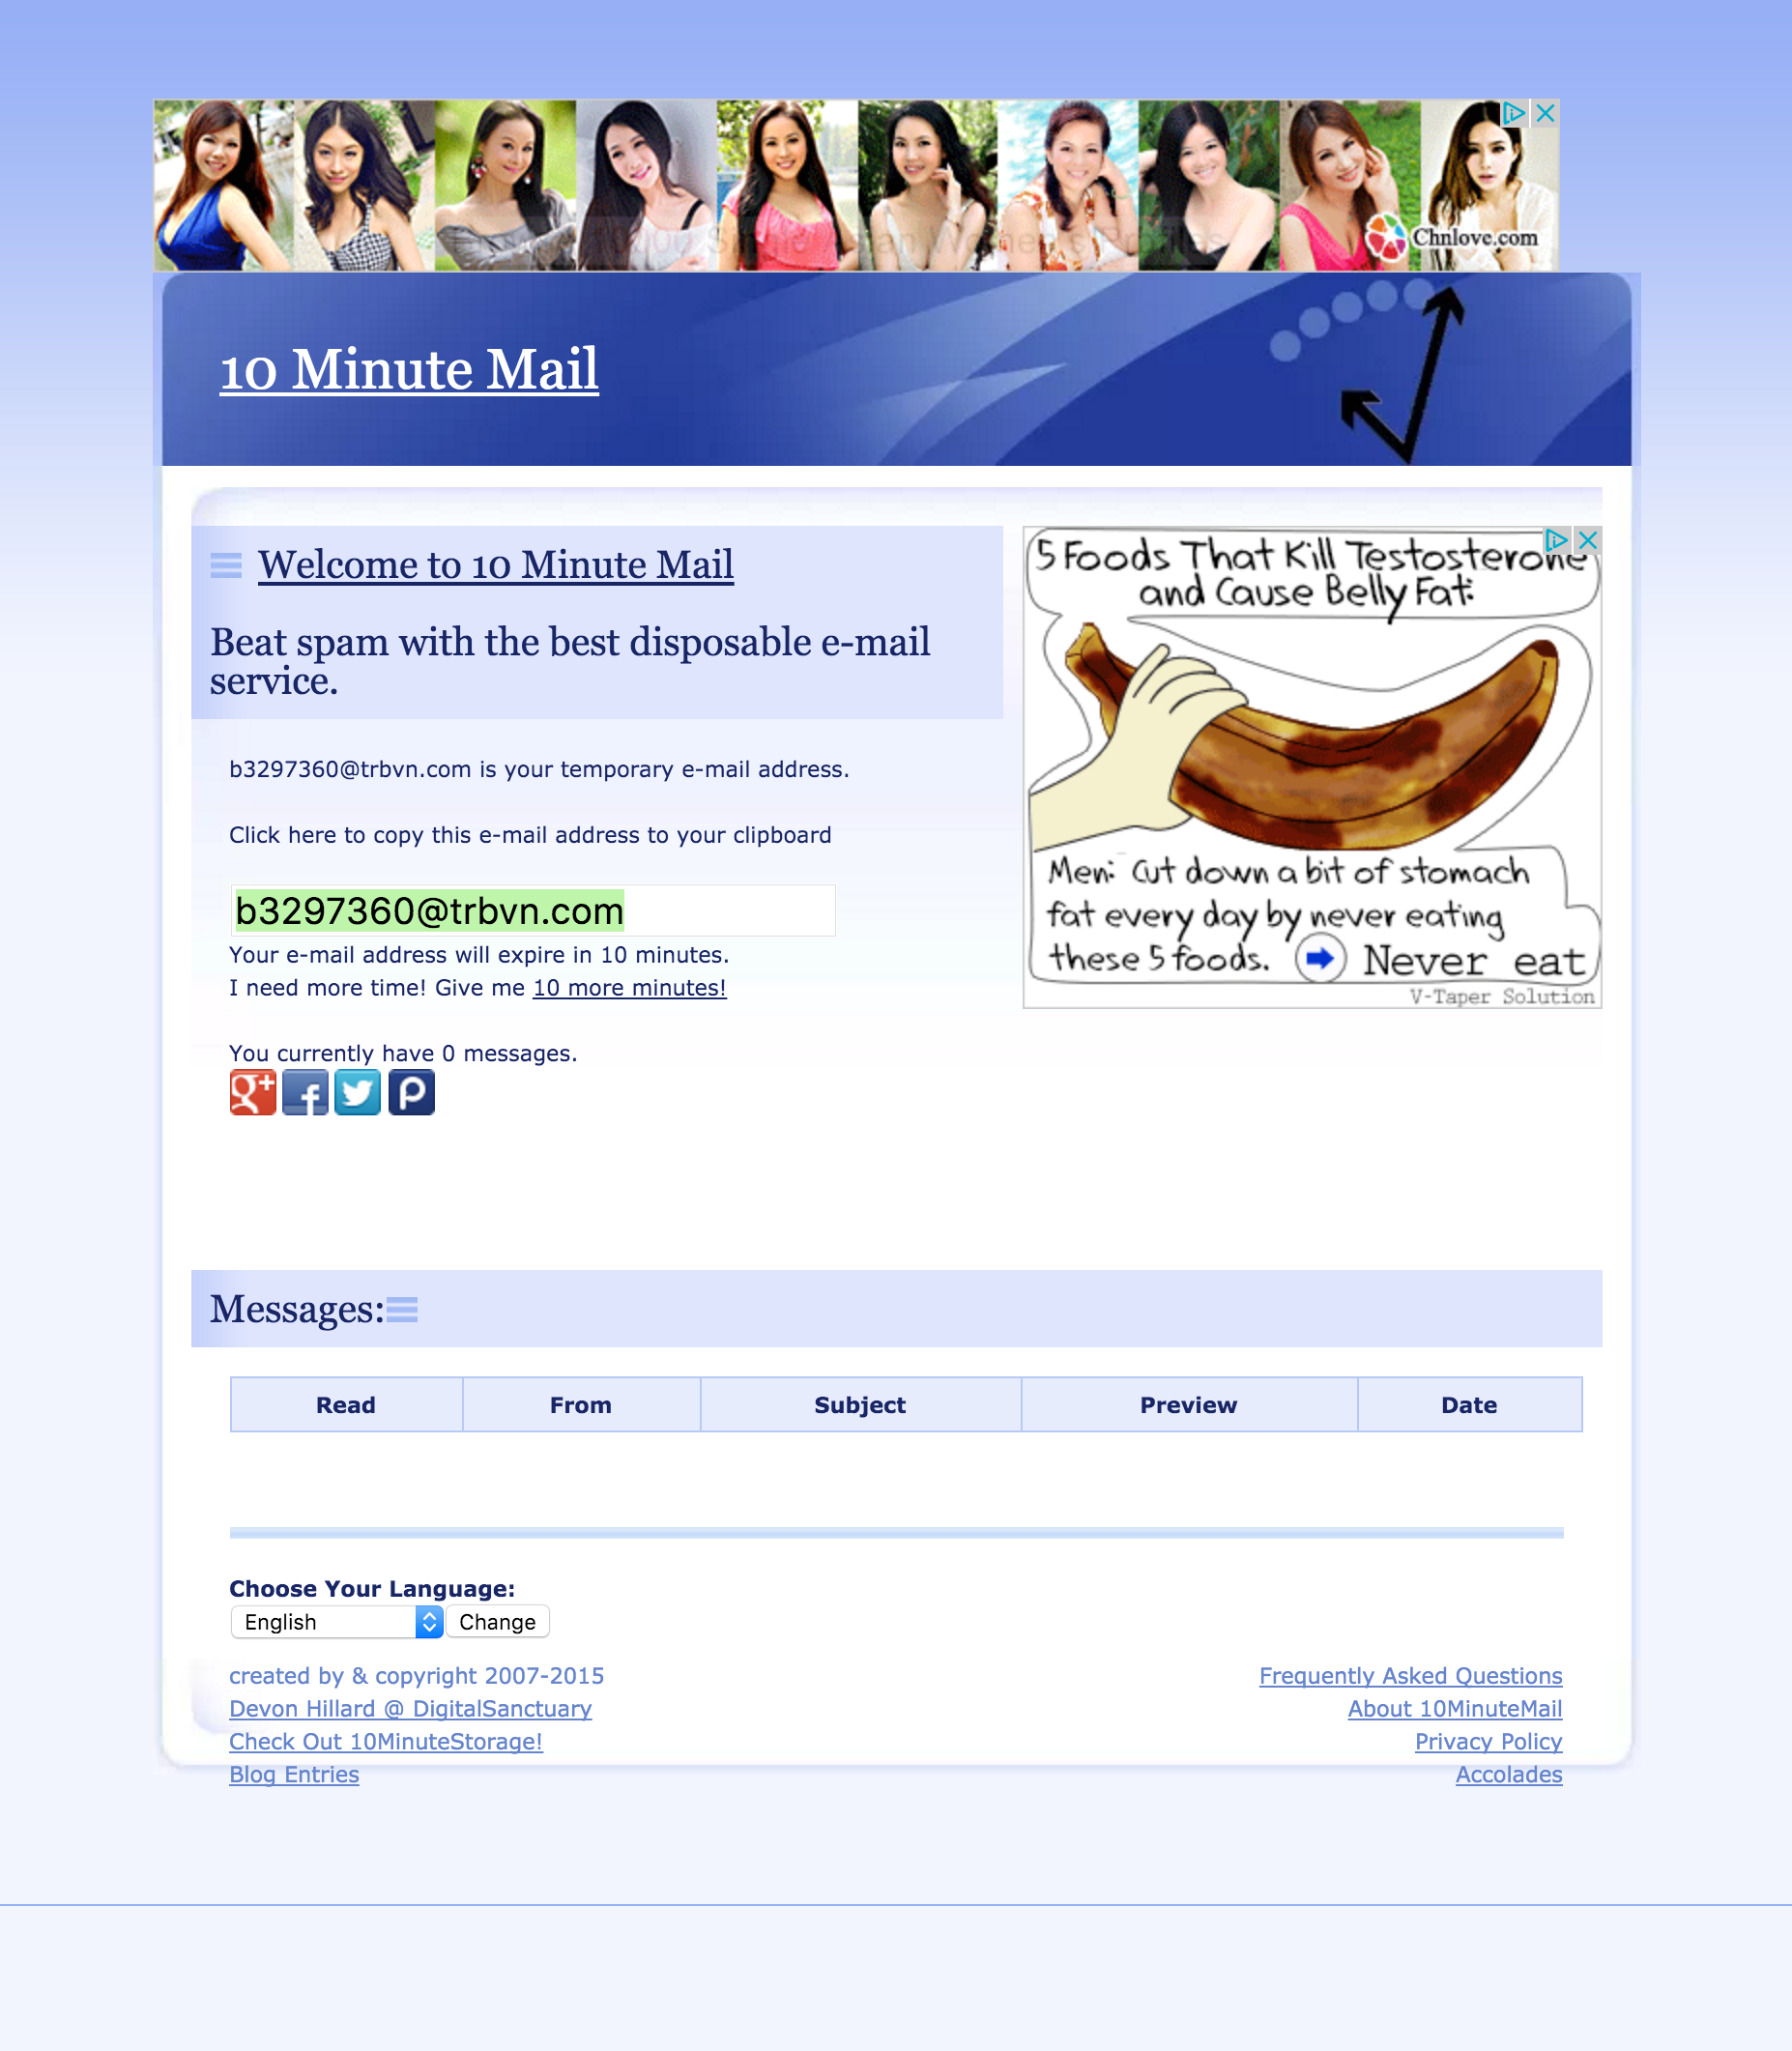 Chnlove.com
10 Minute Mail
Welcome to 10 Minute Mail
Beat spam with the best disposable e-mail
service.
b3297360@trbvn.com is your temporary e-mail address.
Click here to copy this e-mail address to your clipboard
b3297360@trbvn.com
Your e-mail address will expire in 10 minutes.
I need more time! Give me 10 more minutes!
You currently have 0 messages.
5 Foods That Kill Testosterone
and Cause Belly Fat:
Men: Cut down a bit of stomach
fat every day by never eating
these 5 foods. Never eat
V-Taper Solution
Messages:
Read From Subject Preview Date
Choose Your Language:
English Change
created by & copyright 2007-2015
Devon Hillard @ DigitalSanctuary
Check Out 10MinuteStorage!
Blog Entries
Frequently Asked Questions
About 10MinuteMail
Privacy Policy
Accolades